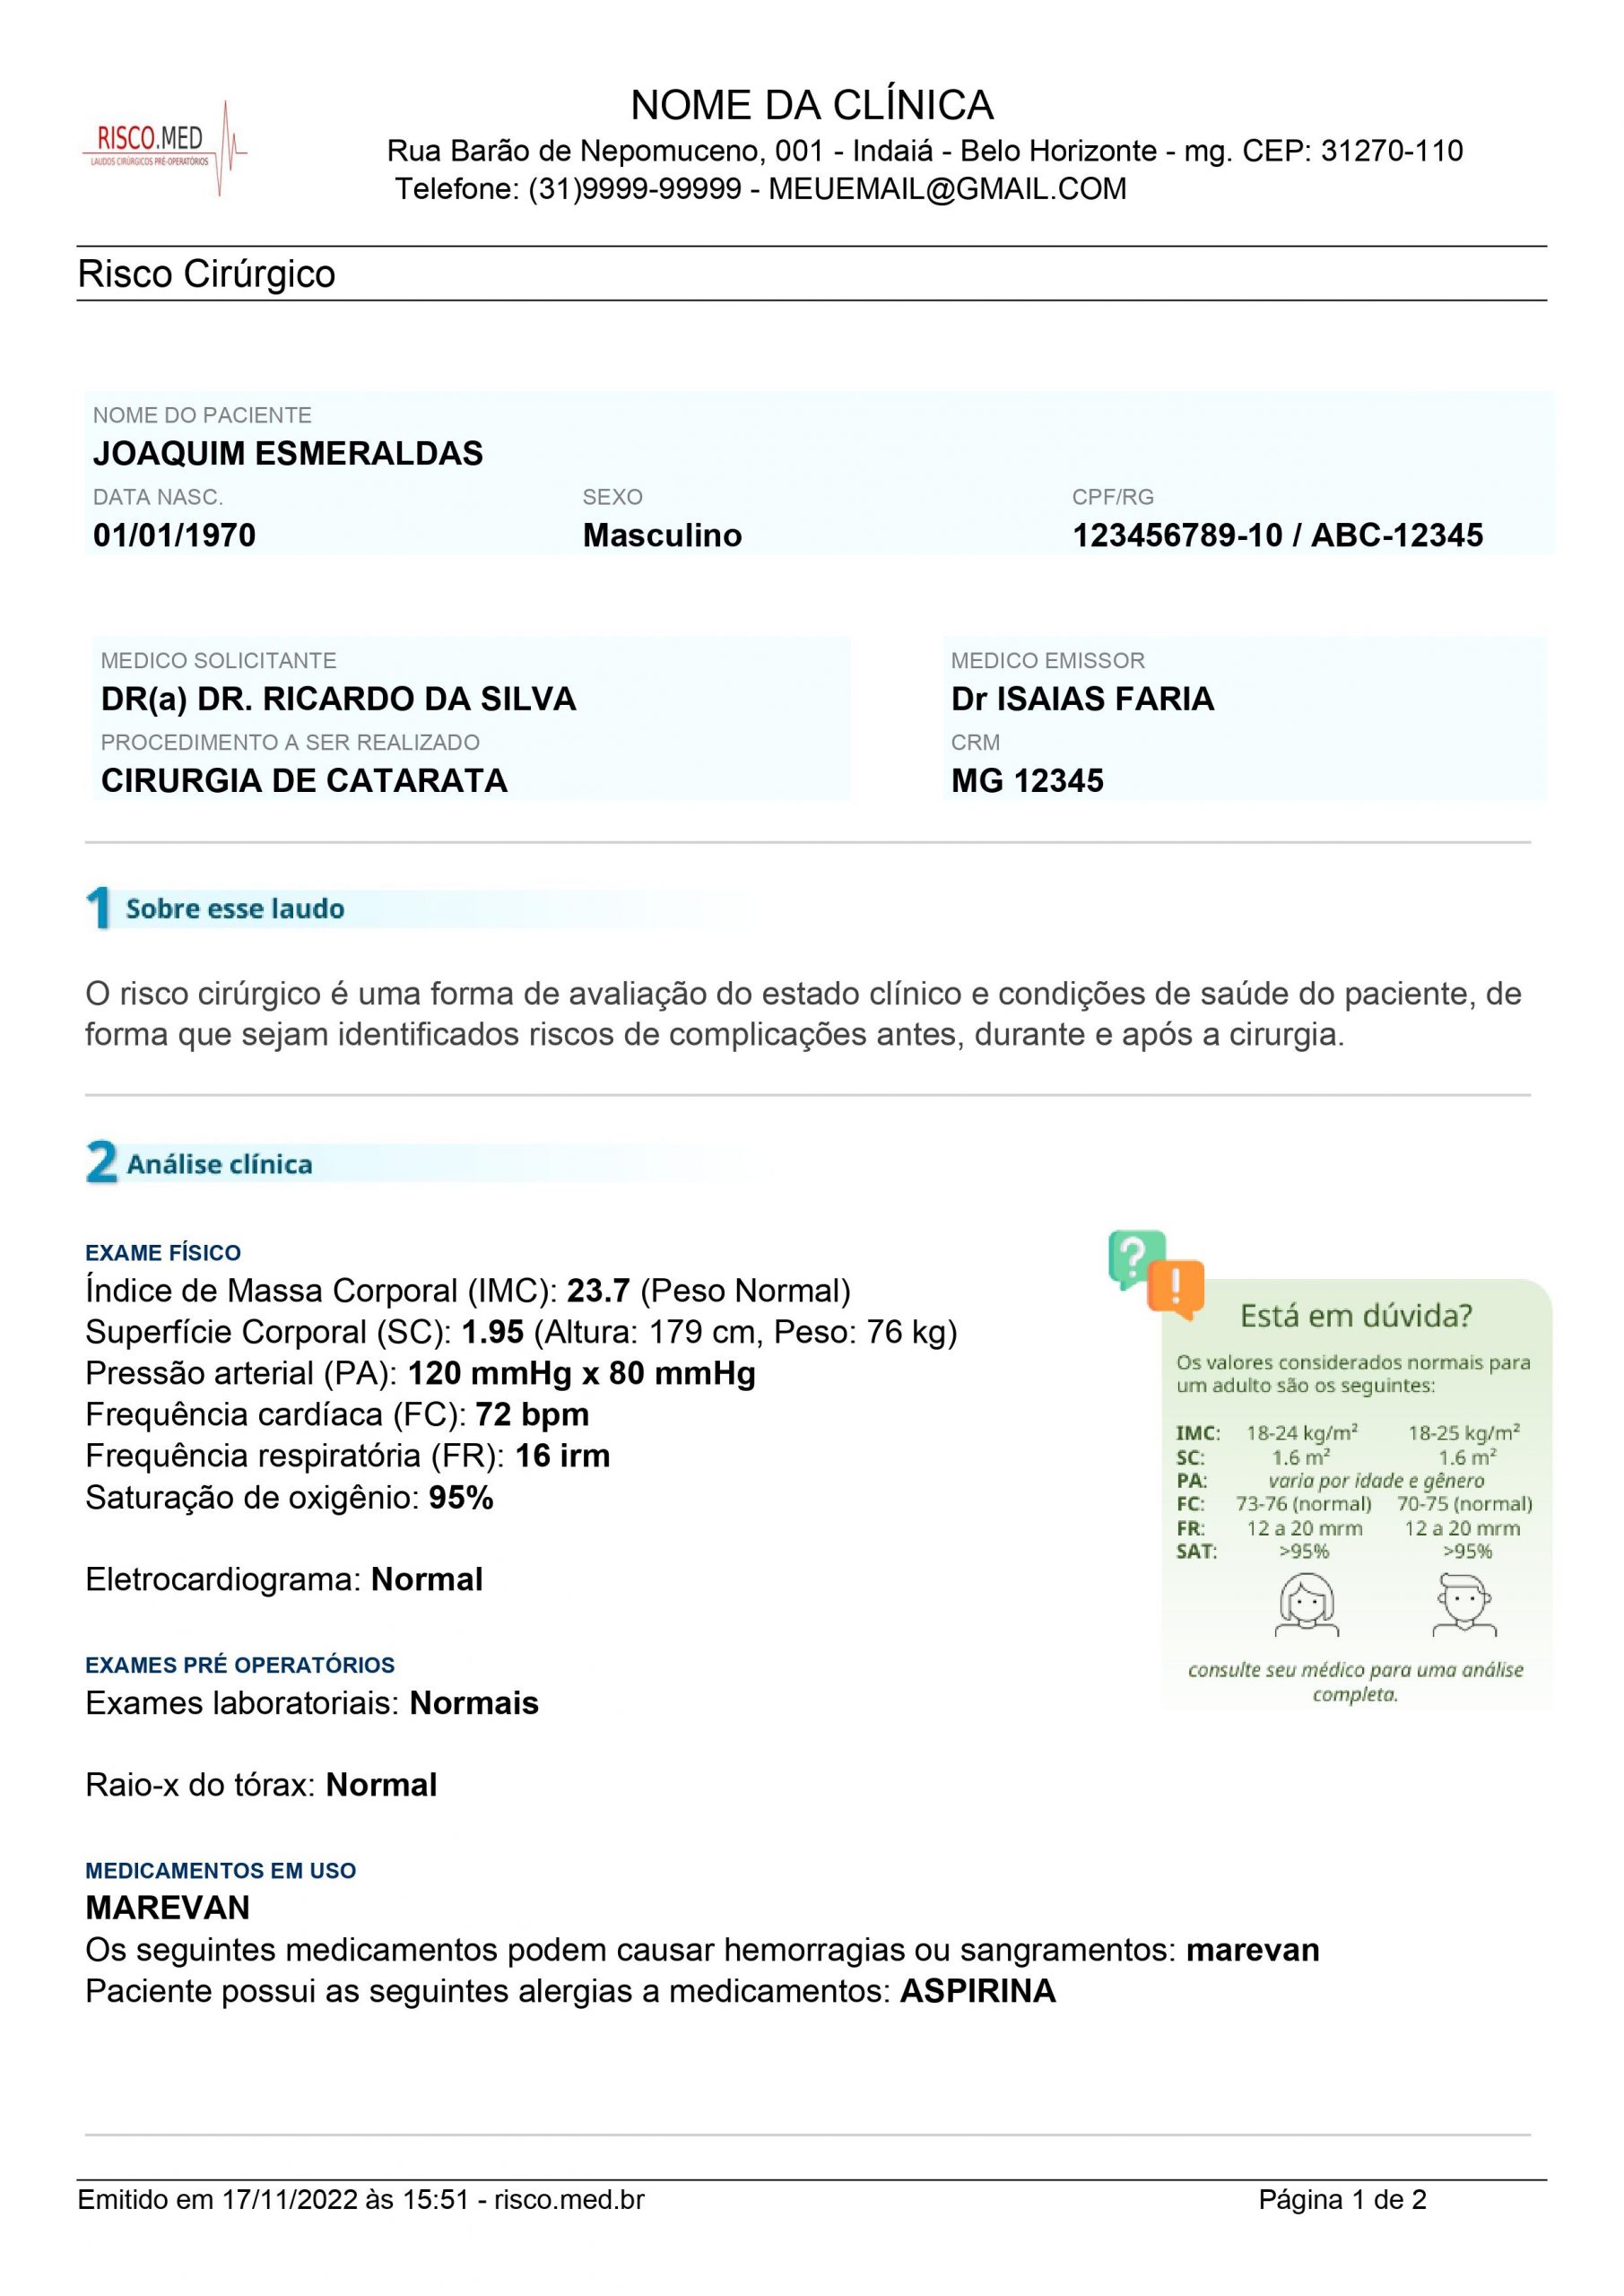 RISCO.MED
LAUDOS CIRÚRGICOS PRÉ-OPERATÓRIOS
NOME DA CLÍNICA
Rua Barão de Nepomuceno, 001 - Indaiá - Belo Horizonte - mg. CEP: 31270-110
Telefone: (31)9999-99999 - MEUEMAIL@GMAIL.COM
Risco Cirúrgico
NOME DO PACIENTE
JOAQUIM ESMERALDAS
DATA NASC. SEXO CPF/RG
01/01/1970 Masculino 123456789-10 / ABC-12345
MEDICO SOLICITANTE
DR(a) DR. RICARDO DA SILVA
PROCEDIMENTO A SER REALIZADO
CIRURGIA DE CATARATA
MEDICO EMISSOR
Dr ISAIAS FARIA
CRM
MG 12345
1 Sobre esse laudo
O risco cirúrgico é uma forma de avaliação do estado clínico e condições de saúde do paciente, de
forma que sejam identificados riscos de complicações antes, durante e após a cirurgia.
2 Análise clínica
EXAME FÍSICO
Índice de Massa Corporal (IMC): 23.7 (Peso Normal)
Superfície Corporal (SC): 1.95 (Altura: 179 cm, Peso: 76 kg)
Pressão arterial (PA): 120 mmHg x 80 mmHg
Frequência cardíaca (FC): 72 bpm
Frequência respiratória (FR): 16 irm
Saturação de oxigênio: 95%
Eletrocardiograma: Normal
EXAMES PRÉ OPERATÓRIOS
Exames laboratoriais: Normais
Raio-x do tórax: Normal
? !
Está em dúvida?
Os valores considerados normais para
um adulto são os seguintes:
IMC: 18-24 kg/m² 18-25 kg/m²
SC: 1.6 m² 1.6 m²
PA: varia por idade e gênero
FC: 73-76 (normal) 70-75 (normal)
FR: 12 a 20 mrm 12 a 20 mrm
SAT: >95% >95%
consulte seu médico para uma análise
completa.
MEDICAMENTOS EM USO
MAREVAN
Os seguintes medicamentos podem causar hemorragias ou sangramentos: marevan
Paciente possui as seguintes alergias a medicamentos: ASPIRINA
Emitido em 17/11/2022 às 15:51 - risco.med.br Página 1 de 2